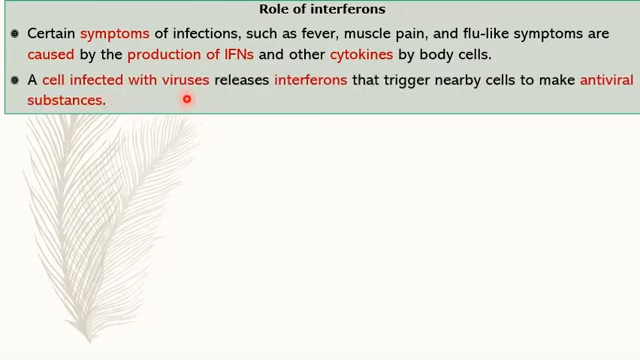 Role of interferons
Certain symptoms of infections, such as fever, muscle pain, and flu-like symptoms are
caused by the production of IFNs and other cytokines by body cells.
A cell infected with viruses releases interferons that trigger nearby cells to make antiviral
substances.